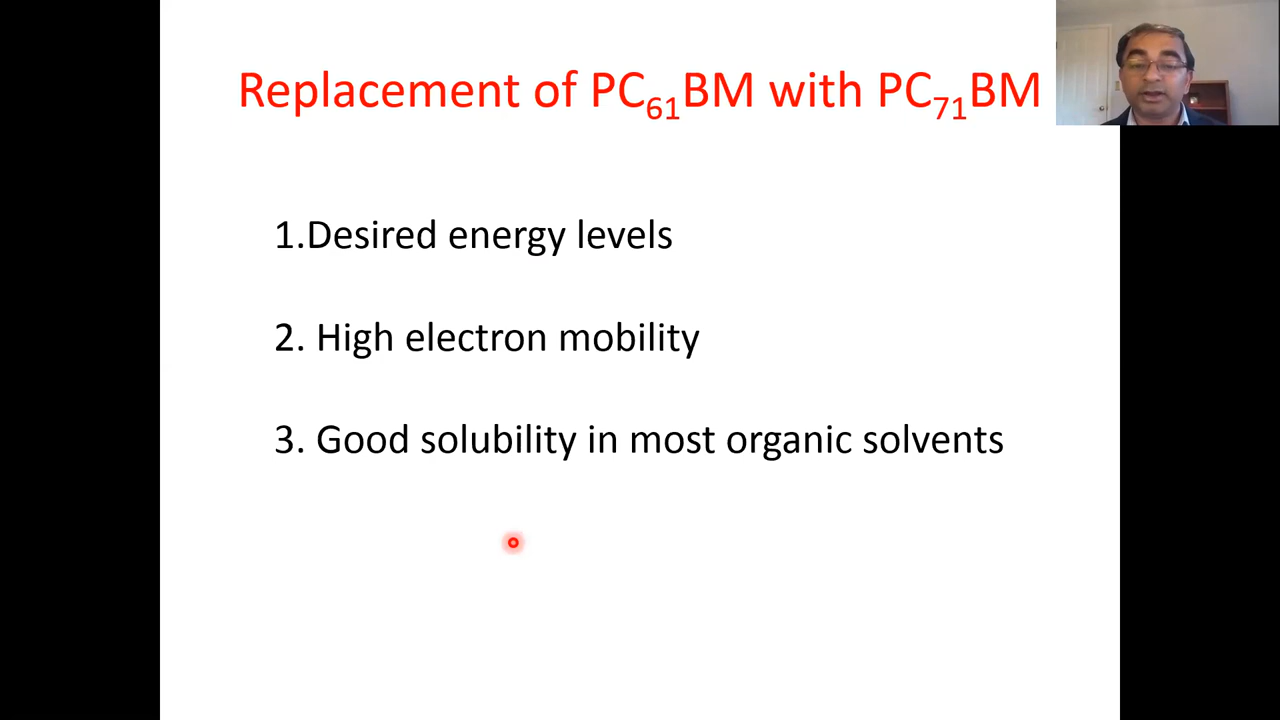 Replacement of PC₆₁BM with PC₇₁BM
1.Desired energy levels
2. High electron mobility
3. Good solubility in most organic solvents